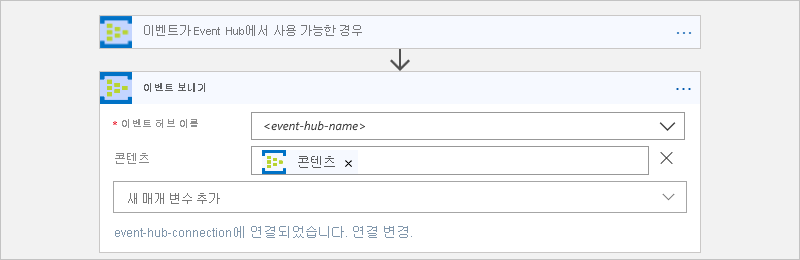 이벤트가 Event Hub에서 사용 가능한 경우
...
이벤트 보내기
...
* 이벤트 허브 이름
<event-hub-name>
콘텐츠
콘텐츠 ×
새 매개 변수 추가
event-hub-connection에 연결되었습니다. 연결 변경.